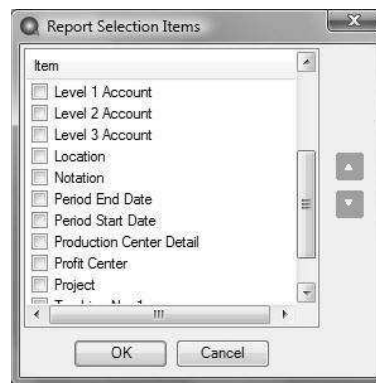 Report Selection Items
Item
Level 1 Account
Level 2 Account
Level 3 Account
Location
Notation
Period End Date
Period Start Date
Production Center Detail
Profit Center
Project
OK Cancel